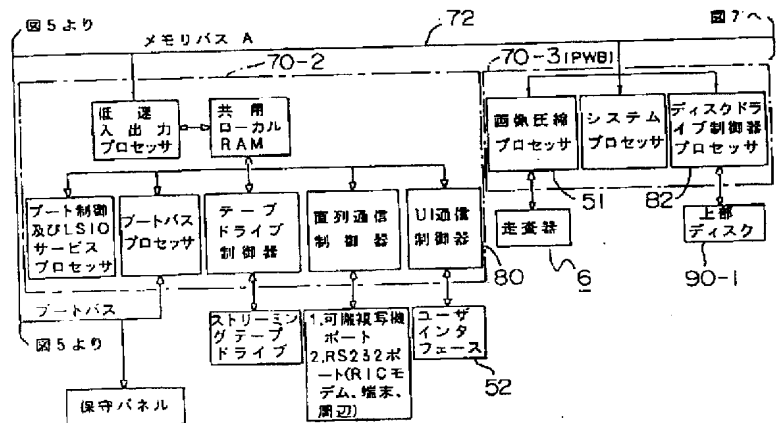 図5より
図7へ
メモリバス A
72
70-2
70-3(PWB)
低速
入出力
プロセッサ
共用
ローカル
RAM
画像圧縮
プロセッサ
システム
プロセッサ
ディスクドラ
イブ制御器
プロセッサ
51
82
ブート制御
及びLSIO
サービス
プロセッサ
ブートバス
プロセッサ
テープ
ドライブ
制御器
直列通信
制御器
UI通信
制御器
走査器
上部
ディスク
80
6
90-1
ブートバス
図5より
ストリーミン
グテープド
ライブ
1.可搬複写機
ポート
2.RS232ポ
ート(RICモ
デム、端末、
周辺)
ユーザ
インタ
フェース
52
保守パネル